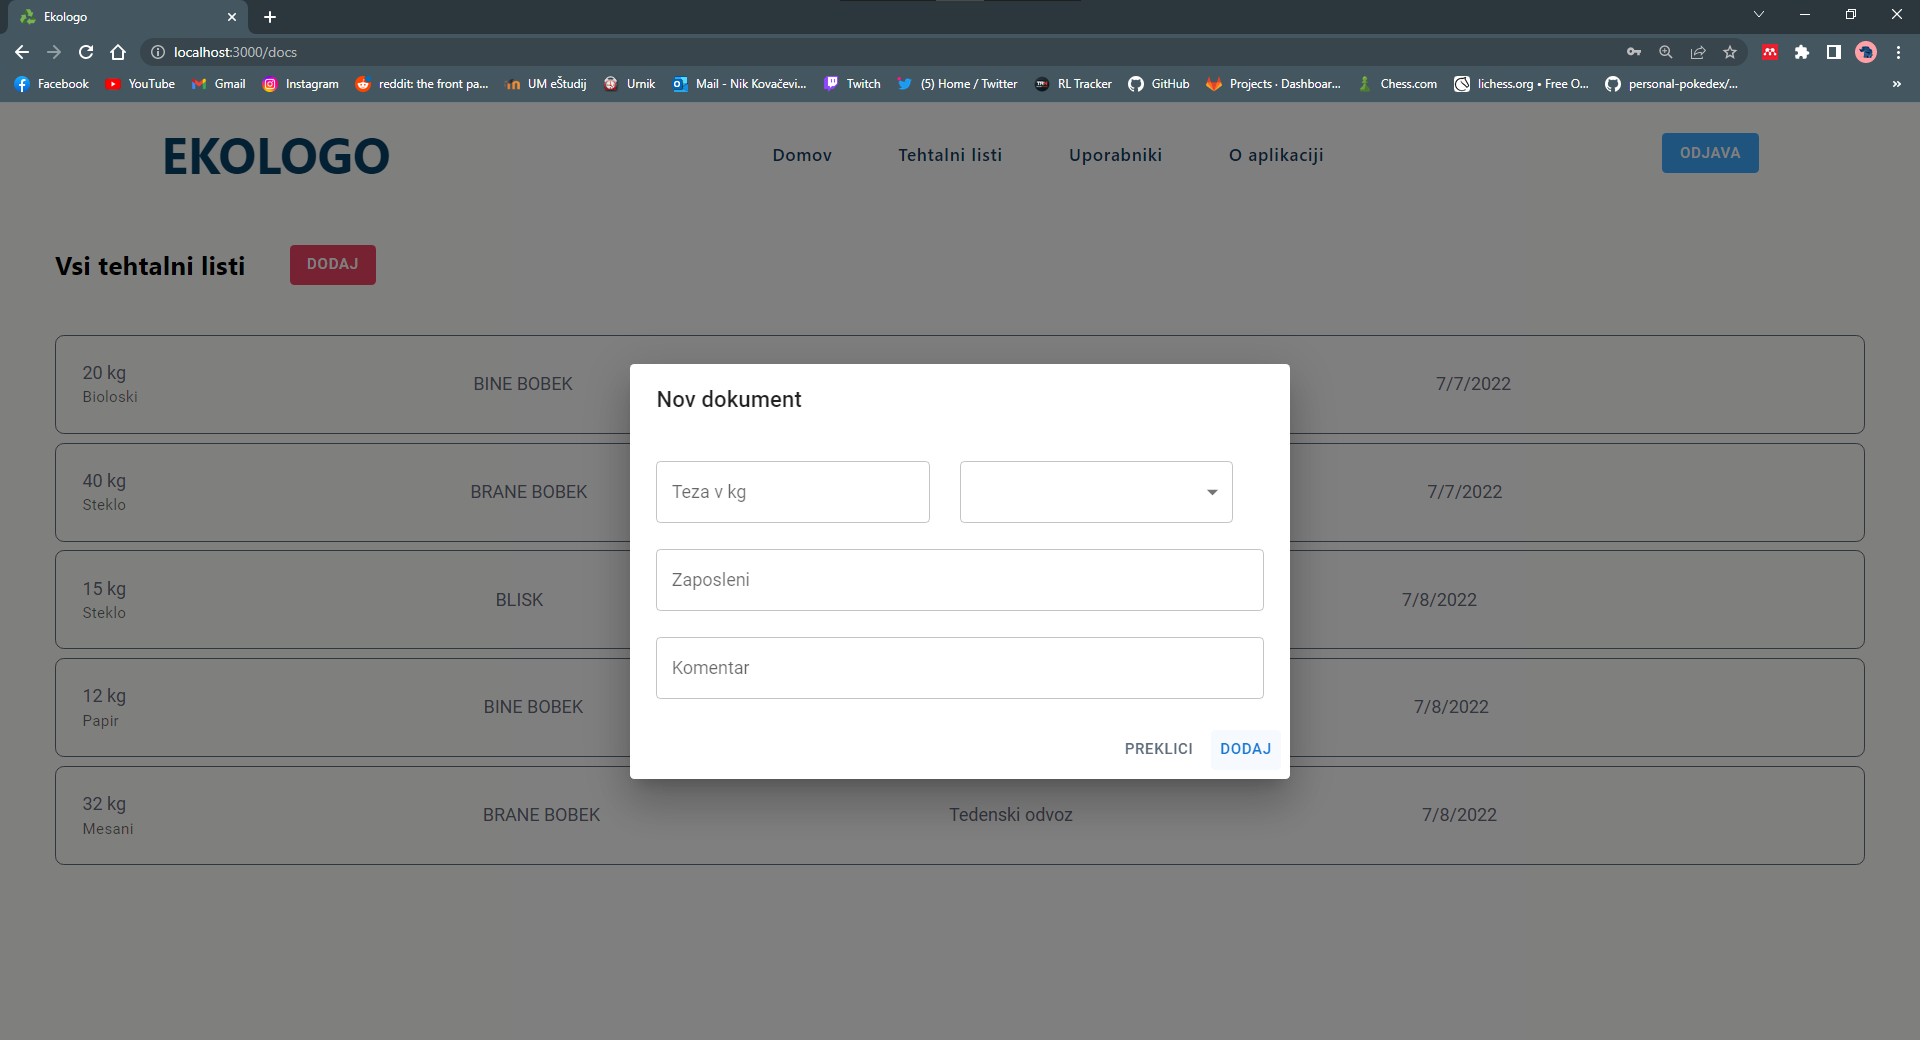 Ekologo
localhost:3000/docs
Facebook YouTube Gmail Instagram reddit: the front pa... UM eŠtudij Urnik Mail - Nik Kovačevi... Twitch (5) Home / Twitter RL Tracker GitHub Projects · Dashboar... Chess.com lichess.org • Free O... personal-pokedex/... »
EKOLOGO Domov Tehtalni listi Uporabniki O aplikaciji ODJAVA
Vsi tehtalni listi DODAJ
20 kg
Bioloski
BINE BOBEK 7/7/2022
40 kg
Steklo
BRANE BOBEK 7/7/2022
15 kg
Steklo
BLISK 7/8/2022
12 kg
Papir
BINE BOBEK 7/8/2022
32 kg
Mesani
BRANE BOBEK Tedenski odvoz 7/8/2022
Nov dokument
Teza v kg
Zaposleni
Komentar
PREKLICI DODAJ